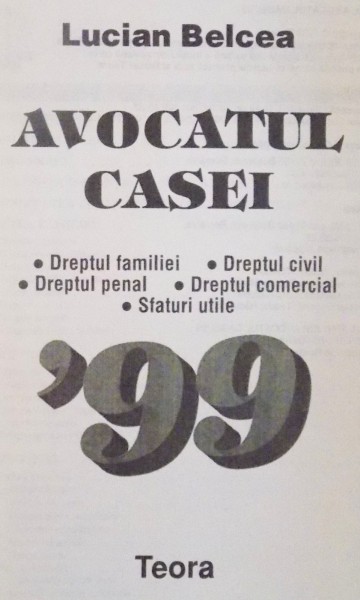 Lucian Belcea
AVOCATUL
CASEI
• Dreptul familiei • Dreptul civil
• Dreptul penal • Dreptul comercial
• Sfaturi utile
'99
Teora